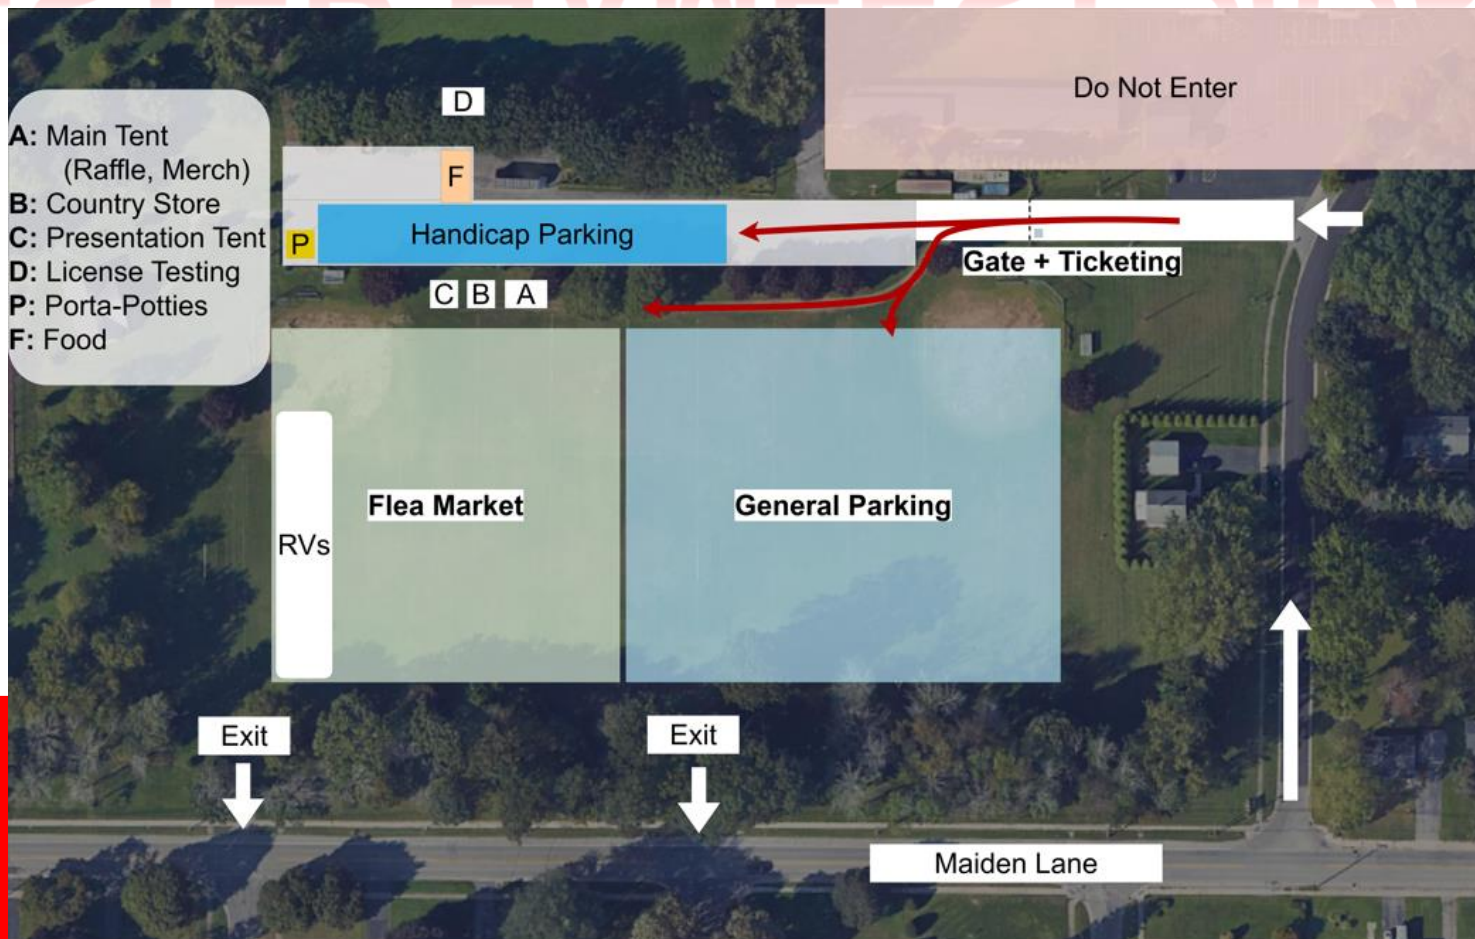 Do Not Enter
D
A: Main Tent
(Raffle, Merch)
B: Country Store
C: Presentation Tent
D: License Testing
P: Porta-Potties
F: Food
F
P
Handicap Parking
Gate + Ticketing
C B A
Flea Market
General Parking
RVs
Exit
Exit
Maiden Lane